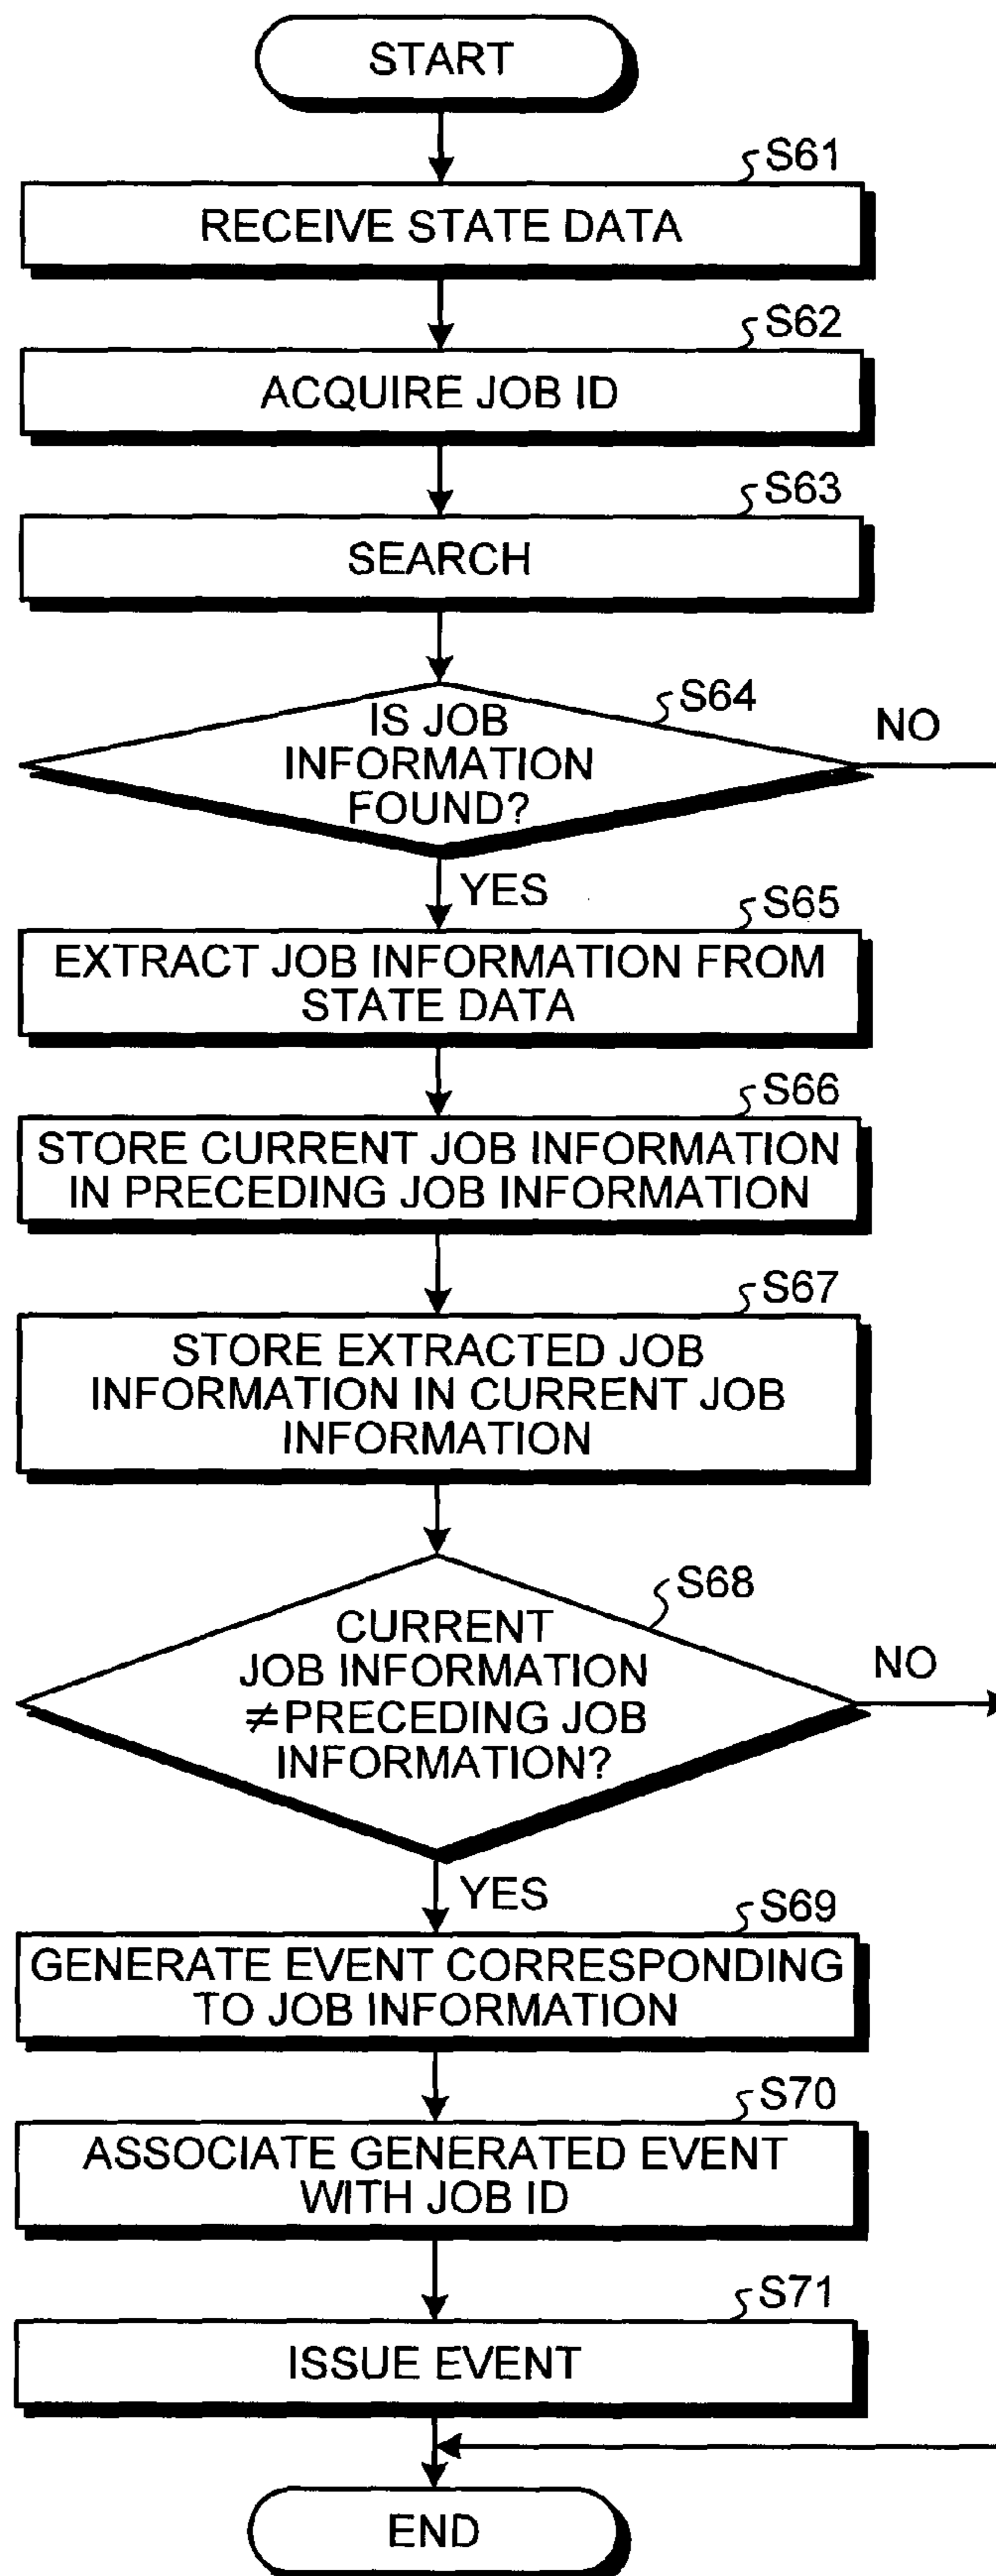 START
S61
RECEIVE STATE DATA
S62
ACQUIRE JOB ID
S63
SEARCH
S64
IS JOB
INFORMATION
FOUND?
NO
YES
S65
EXTRACT JOB INFORMATION FROM
STATE DATA
S66
STORE CURRENT JOB INFORMATION
IN PRECEDING JOB INFORMATION
S67
STORE EXTRACTED JOB
INFORMATION IN CURRENT JOB
INFORMATION
S68
CURRENT
JOB INFORMATION
≠PRECEDING JOB
INFORMATION?
NO
YES
S69
GENERATE EVENT CORRESPONDING
TO JOB INFORMATION
S70
ASSOCIATE GENERATED EVENT
WITH JOB ID
S71
ISSUE EVENT
END